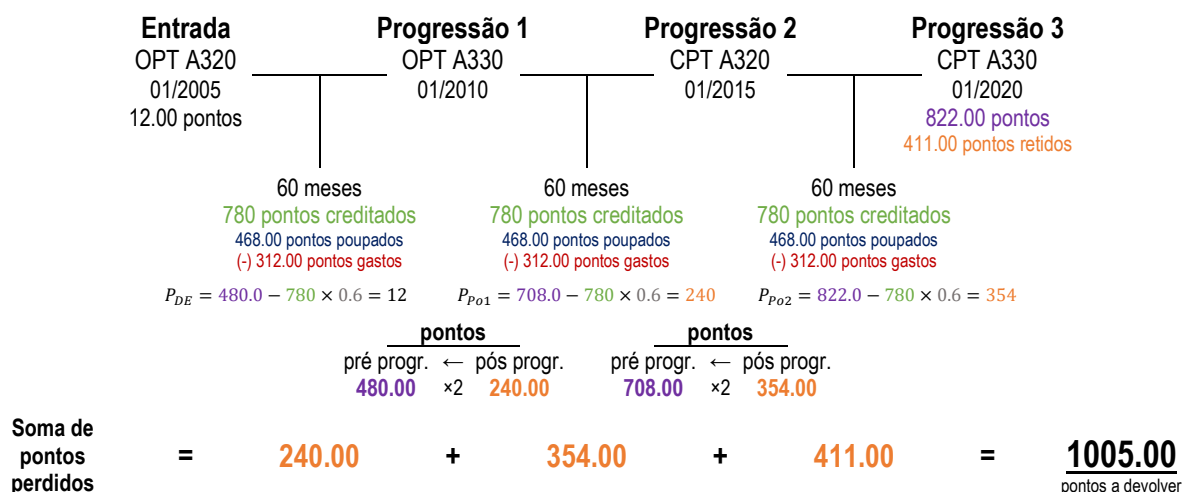 Entrada
OPT A320
01/2005
12.00 pontos
Progressão 1
OPT A330
01/2010
Progressão 2
CPT A320
01/2015
Progressão 3
CPT A330
01/2020
822.00 pontos
411.00 pontos retidos
60 meses
780 pontos creditados
468.00 pontos poupados
(-) 312.00 pontos gastos
60 meses
780 pontos creditados
468.00 pontos poupados
(-) 312.00 pontos gastos
60 meses
780 pontos creditados
468.00 pontos poupados
(-) 312.00 pontos gastos
P_DE = 480.0 − 780 × 0.6 = 12
P_Po1 = 708.0 − 780 × 0.6 = 240
P_Po2 = 822.0 − 780 × 0.6 = 354
pontos
pré progr. ← pós progr.
480.00 ×2 240.00
pontos
pré progr. ← pós progr.
708.00 ×2 354.00
Soma de
pontos
perdidos
= 240.00 + 354.00 + 411.00 = 1005.00
pontos a devolver